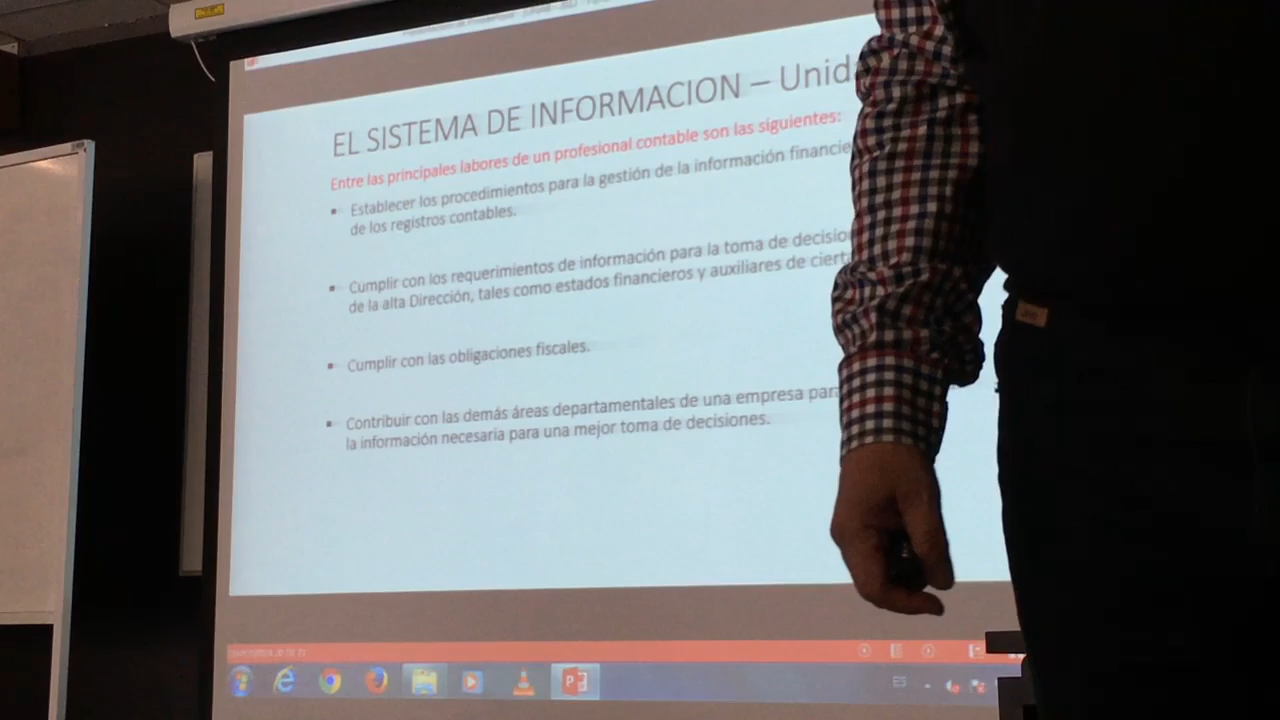 EL SISTEMA DE INFORMACION – Unid
Entre las principales labores de un profesional contable son las siguientes:
Establecer los procedimientos para la gestión de la información financie
de los registros contables.
Cumplir con los requerimientos de información para la toma de decisio
de la alta Dirección, tales como estados financieros y auxiliares de ciert
Cumplir con las obligaciones fiscales.
Contribuir con las demás áreas departamentales de una empresa para
la información necesaria para una mejor toma de decisiones.
ES